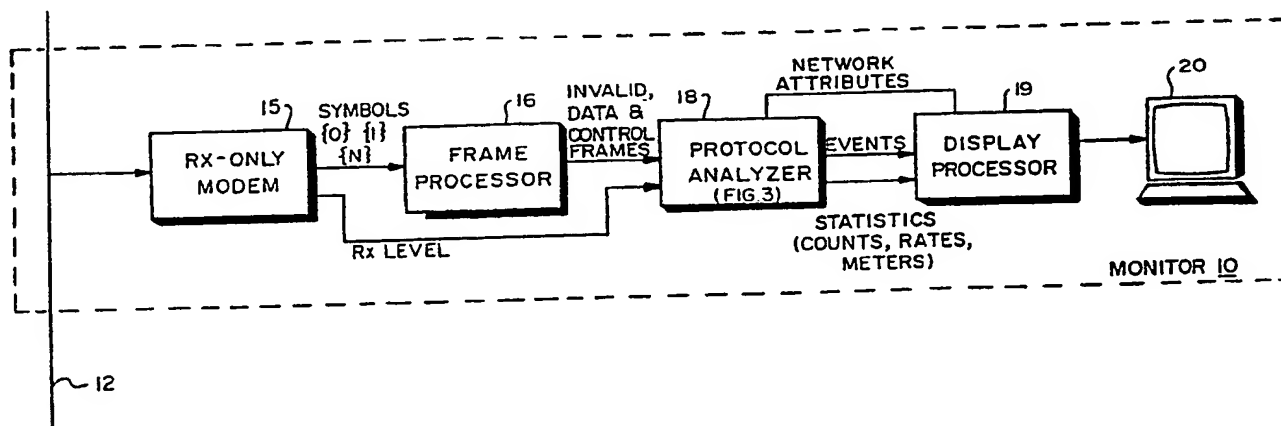 15
SYMBOLS
{0} {1}
{N}
RX-ONLY
MODEM
RX LEVEL
16
FRAME
PROCESSOR
INVALID,
DATA &
CONTROL
FRAMES
18
PROTOCOL
ANALYZER
(FIG.3)
NETWORK
ATTRIBUTES
EVENTS
STATISTICS
(COUNTS, RATES,
METERS)
19
DISPLAY
PROCESSOR
20
MONITOR 10
12